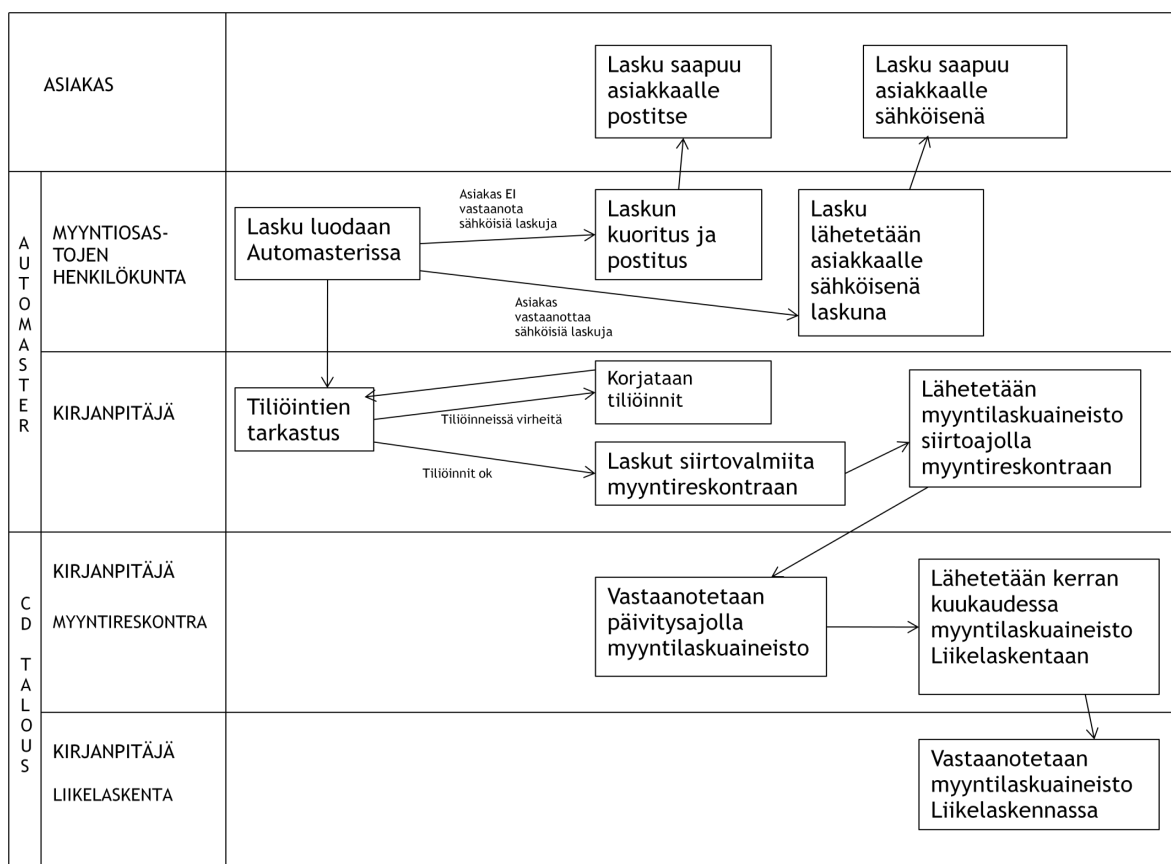 ASIAKAS
Lasku saapuu
asiakkaalle
postitse
Lasku saapuu
asiakkaalle
sähköisenä
AUTOMASTER
MYYNTIOSAS-
TOJEN
HENKILÖKUNTA
Lasku luodaan
Automasterissa
Asiakas EI
vastaanota
sähköisiä laskuja
Laskun
kuoritus ja
postitus
Lasku
lähetetään
asiakkaalle
sähköisenä
laskuna
Asiakas
vastaanottaa
sähköisiä laskuja
KIRJANPITÄJÄ
Tiliöintien
tarkastus
Korjataan
tiliöinnit
Tiliöinneissä virheitä
Tiliöinnit ok
Laskut siirtovalmiita
myyntireskontraan
Lähetetään
myyntilaskuaineisto
siirtoajolla
myyntireskontraan
CD TALOUS
KIRJANPITÄJÄ
MYYNTIRESKONTRA
Vastaanotetaan
päivitysajolla
myyntilaskuaineisto
Lähetetään kerran
kuukaudessa
myyntilaskuaineisto
Liikelaskentaan
KIRJANPITÄJÄ
LIIKELASKENTA
Vastaanotetaan
myyntilaskuaineisto
Liikelaskennassa